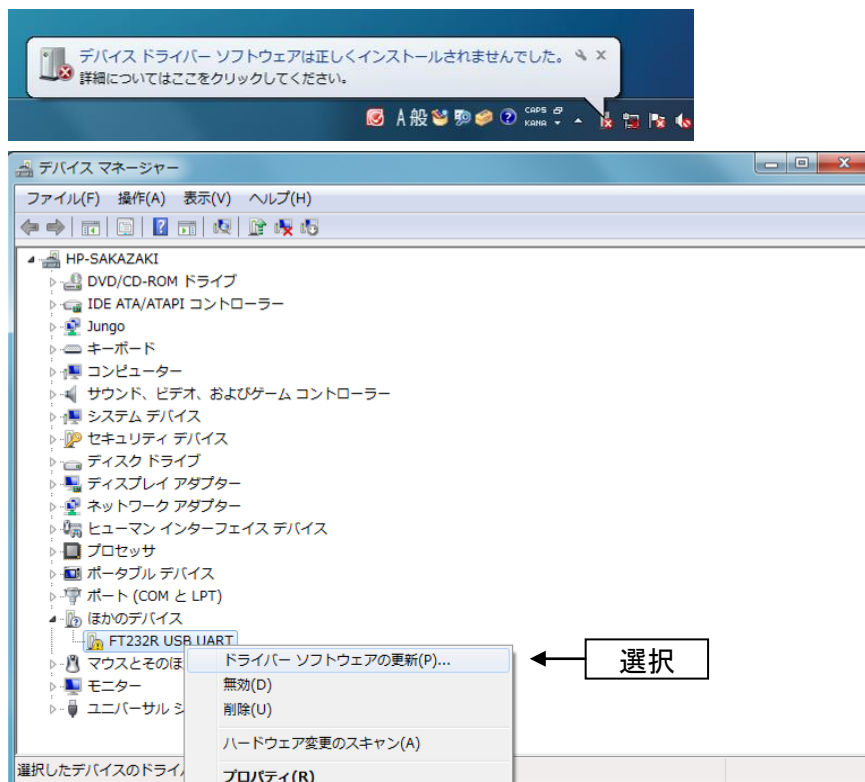 デバイス ドライバー ソフトウェアは正しくインストールされませんでした。
詳細についてはここをクリックしてください。
A 般
CAPS
KANA
デバイス マネージャー
ファイル(F) 操作(A) 表示(V) ヘルプ(H)
HP-SAKAZAKI
DVD/CD-ROM ドライブ
IDE ATA/ATAPI コントローラー
Jungo
キーボード
コンピューター
サウンド、ビデオ、およびゲーム コントローラー
システム デバイス
セキュリティ デバイス
ディスク ドライブ
ディスプレイ アダプター
ネットワーク アダプター
ヒューマン インターフェイス デバイス
プロセッサ
ポータブル デバイス
ポート (COM と LPT)
ほかのデバイス
FT232R USB UART
マウスとそのほ
ドライバー ソフトウェアの更新(P)...
選択
モニター
無効(D)
ユニバーサル シ
削除(U)
ハードウェア変更のスキャン(A)
選択したデバイスのドライ
プロパティ(R)